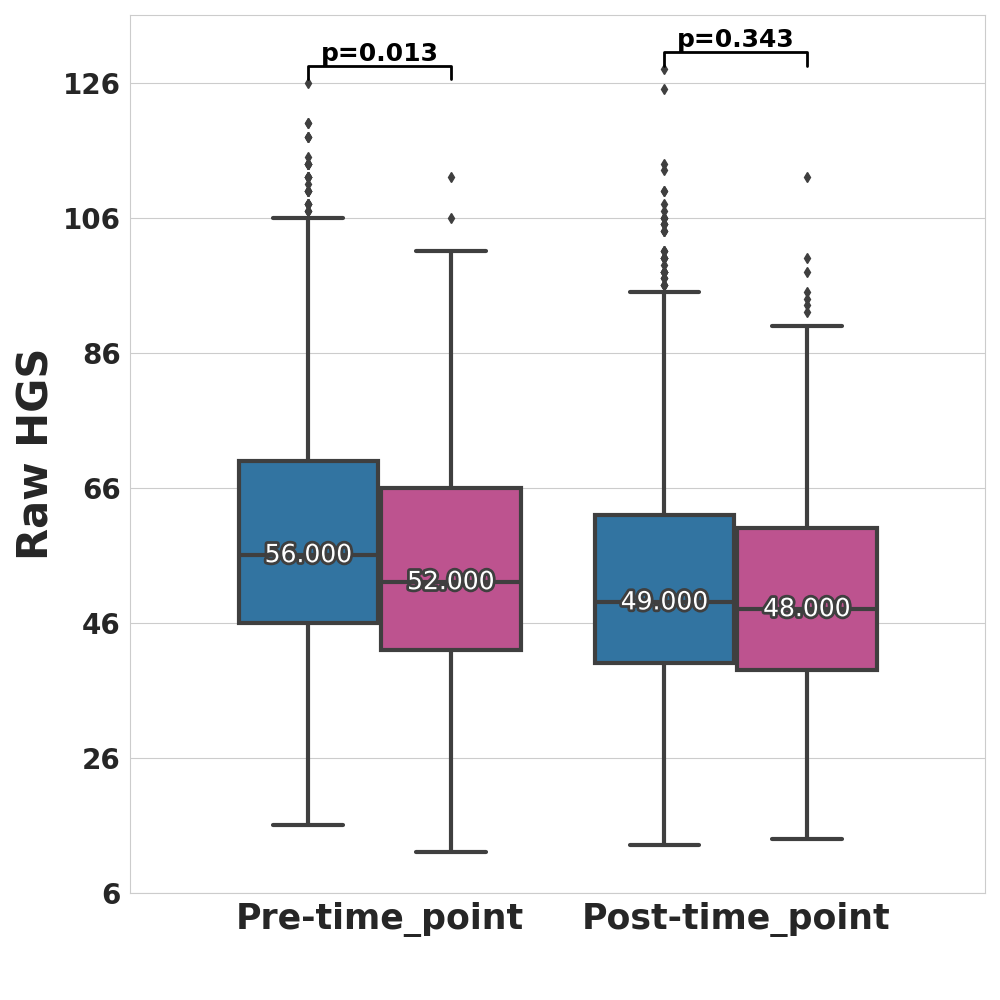 p=0.013
p=0.343
126
106
86
66
46
26
6
Raw HGS
56.000
52.000
49.000
48.000
Pre-time_point
Post-time_point